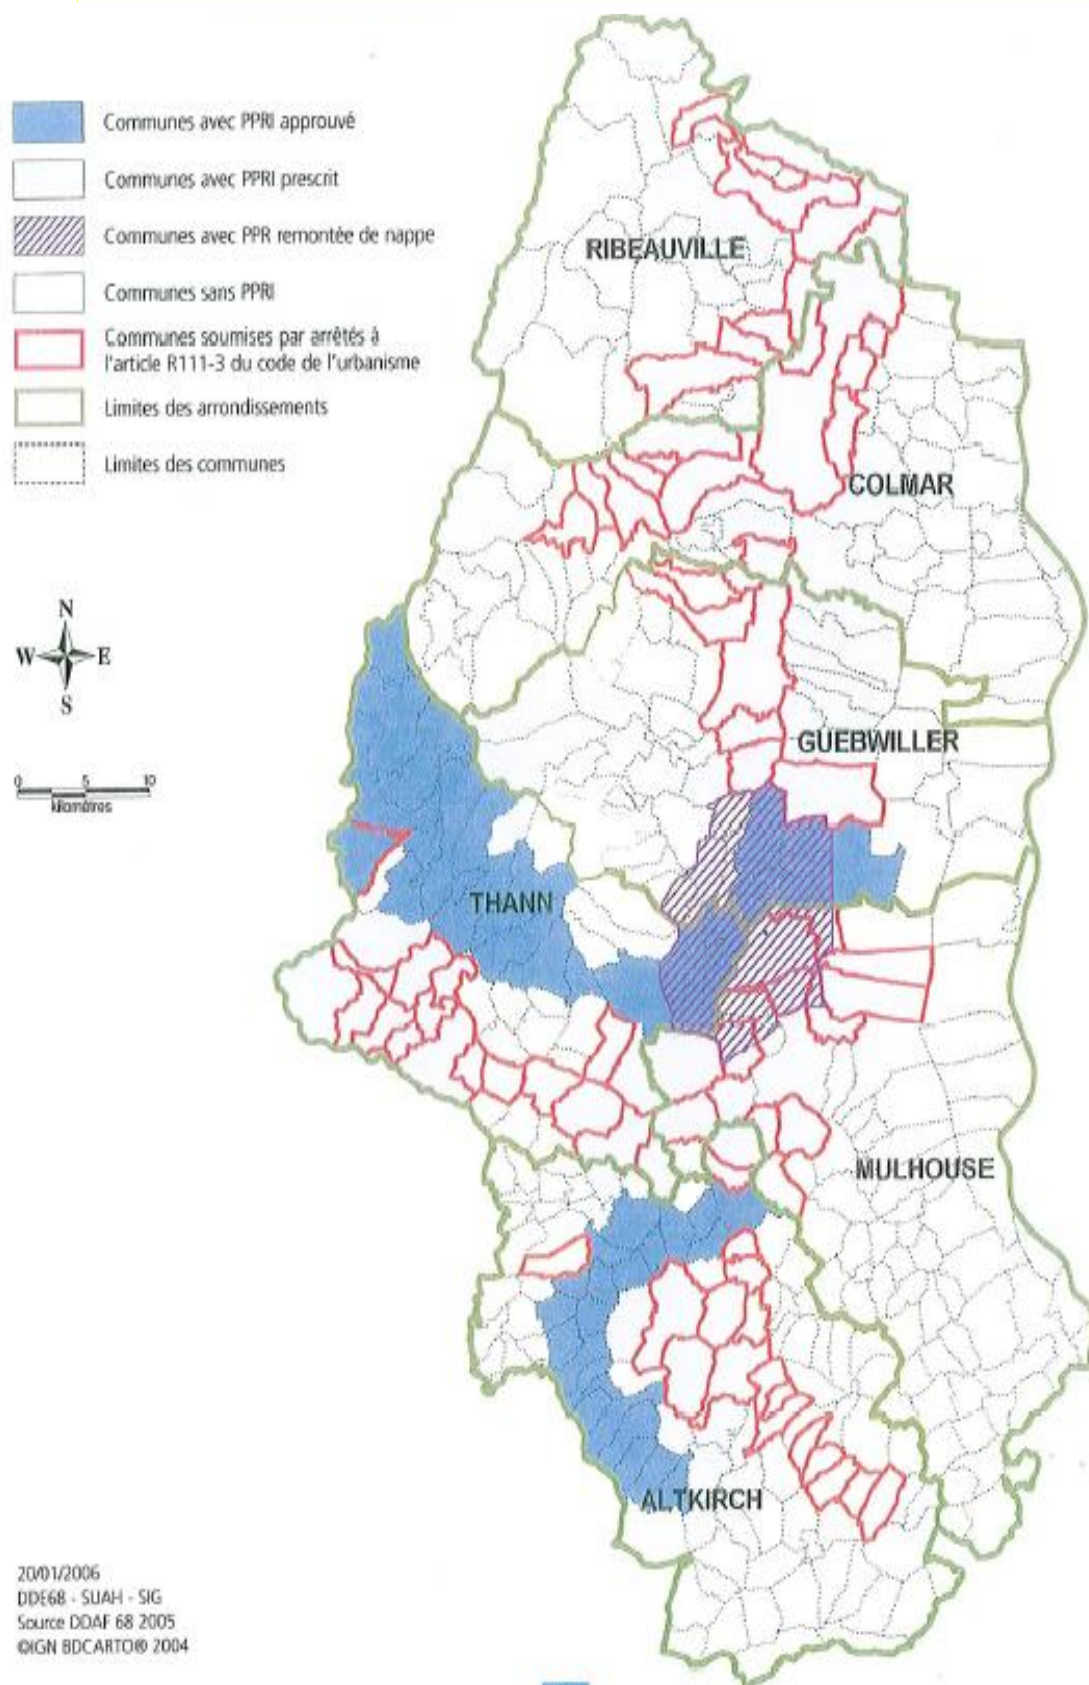 Communes avec PPRI approuvé
Communes avec PPRI prescrit
Communes avec PPR remontée de nappe
Communes sans PPRI
Communes soumises par arrêtés à
l'article R111-3 du code de l'urbanisme
Limites des arrondissements
Limites des communes
RIBEAUVILLE
COLMAR
N
W E
S
0 5 10
kilomètres
GUEBWILLER
THANN
MULHOUSE
ALTKIRCH
20/01/2006
DDE68 - SUAH - SIG
Source DDAF 68 2005
©IGN BDCARTO® 2004